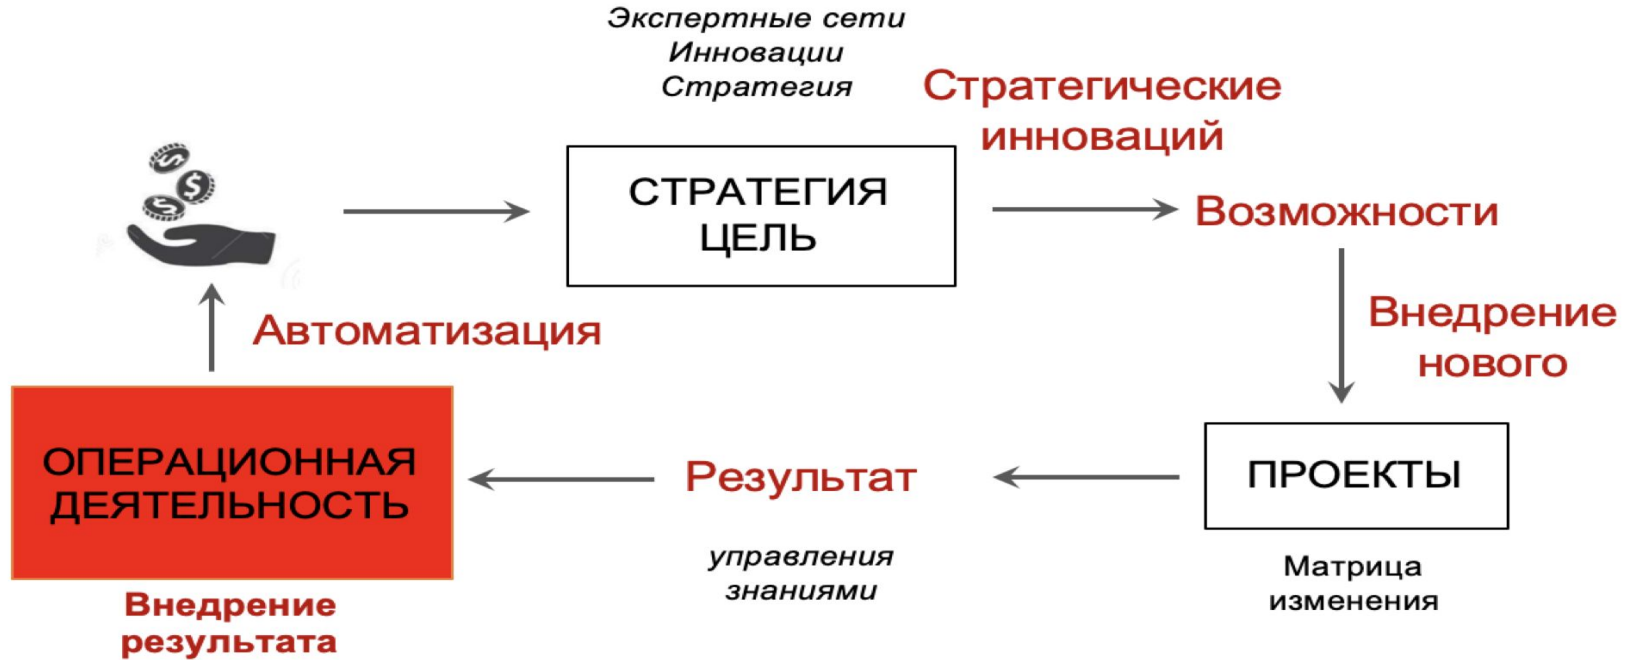 Экспертные сети
Инновации
Стратегия
Стратегические
инноваций
СТРАТЕГИЯ
ЦЕЛЬ
Возможности
Автоматизация
Внедрение
нового
ОПЕРАЦИОННАЯ
ДЕЯТЕЛЬНОСТЬ
Результат
ПРОЕКТЫ
управления
знаниями
Матрица
изменения
Внедрение
результата